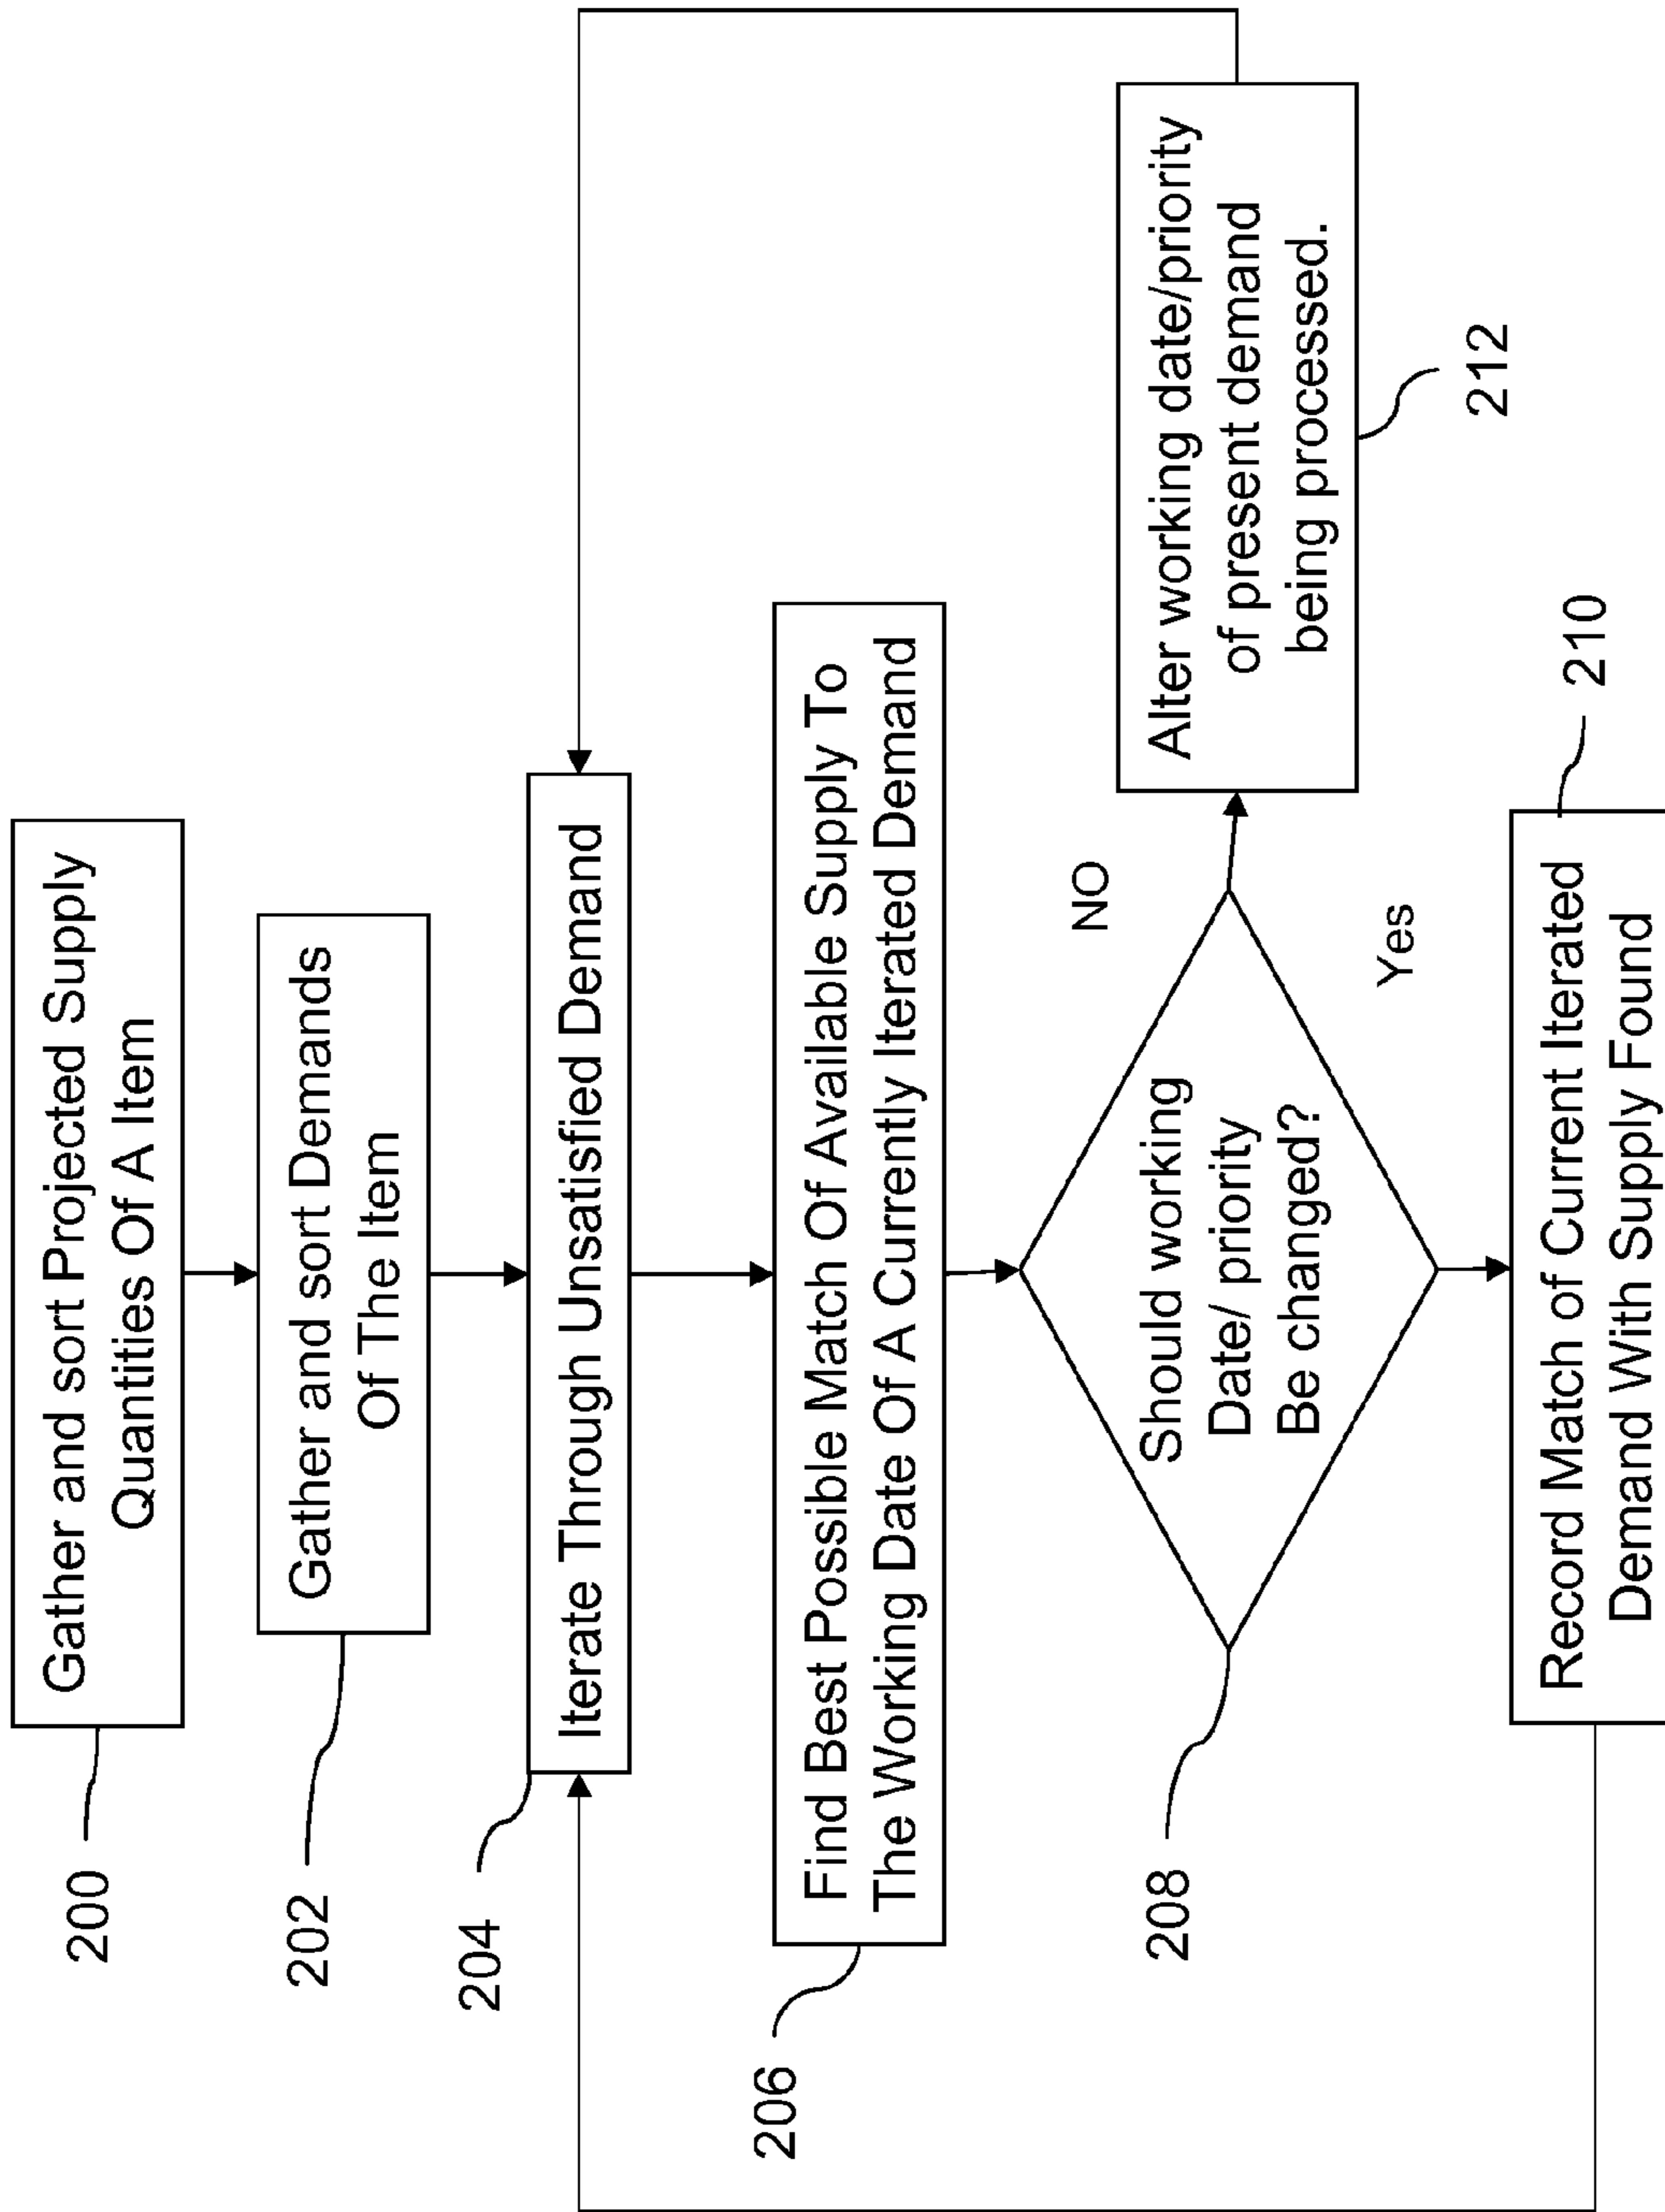 200
Gather and sort Projected Supply
Quantities Of A Item
202
Gather and sort Demands
Of The Item
204
Iterate Through Unsatisfied Demand
206
Find Best Possible Match Of Available Supply To
The Working Date Of A Currently Iterated Demand
208
Should working
Date/ priority
Be changed?
NO
Yes
Alter working date/priority
of present demand
being processed.
212
Record Match of Current Iterated
Demand With Supply Found
210